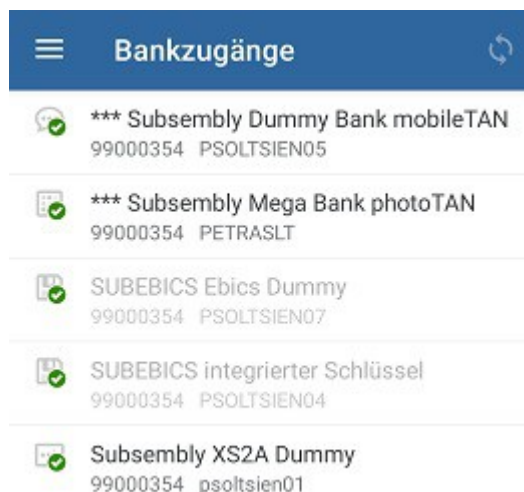 Bankzugänge
*** Subsembly Dummy Bank mobileTAN
99000354 PSOLTSIEN05
*** Subsembly Mega Bank photoTAN
99000354 PETRASLT
SUBEBICS Ebics Dummy
99000354 PSOLTSIEN07
SUBEBICS integrierter Schlüssel
99000354 PSOLTSIEN04
Subsembly XS2A Dummy
99000354 psoltsien01